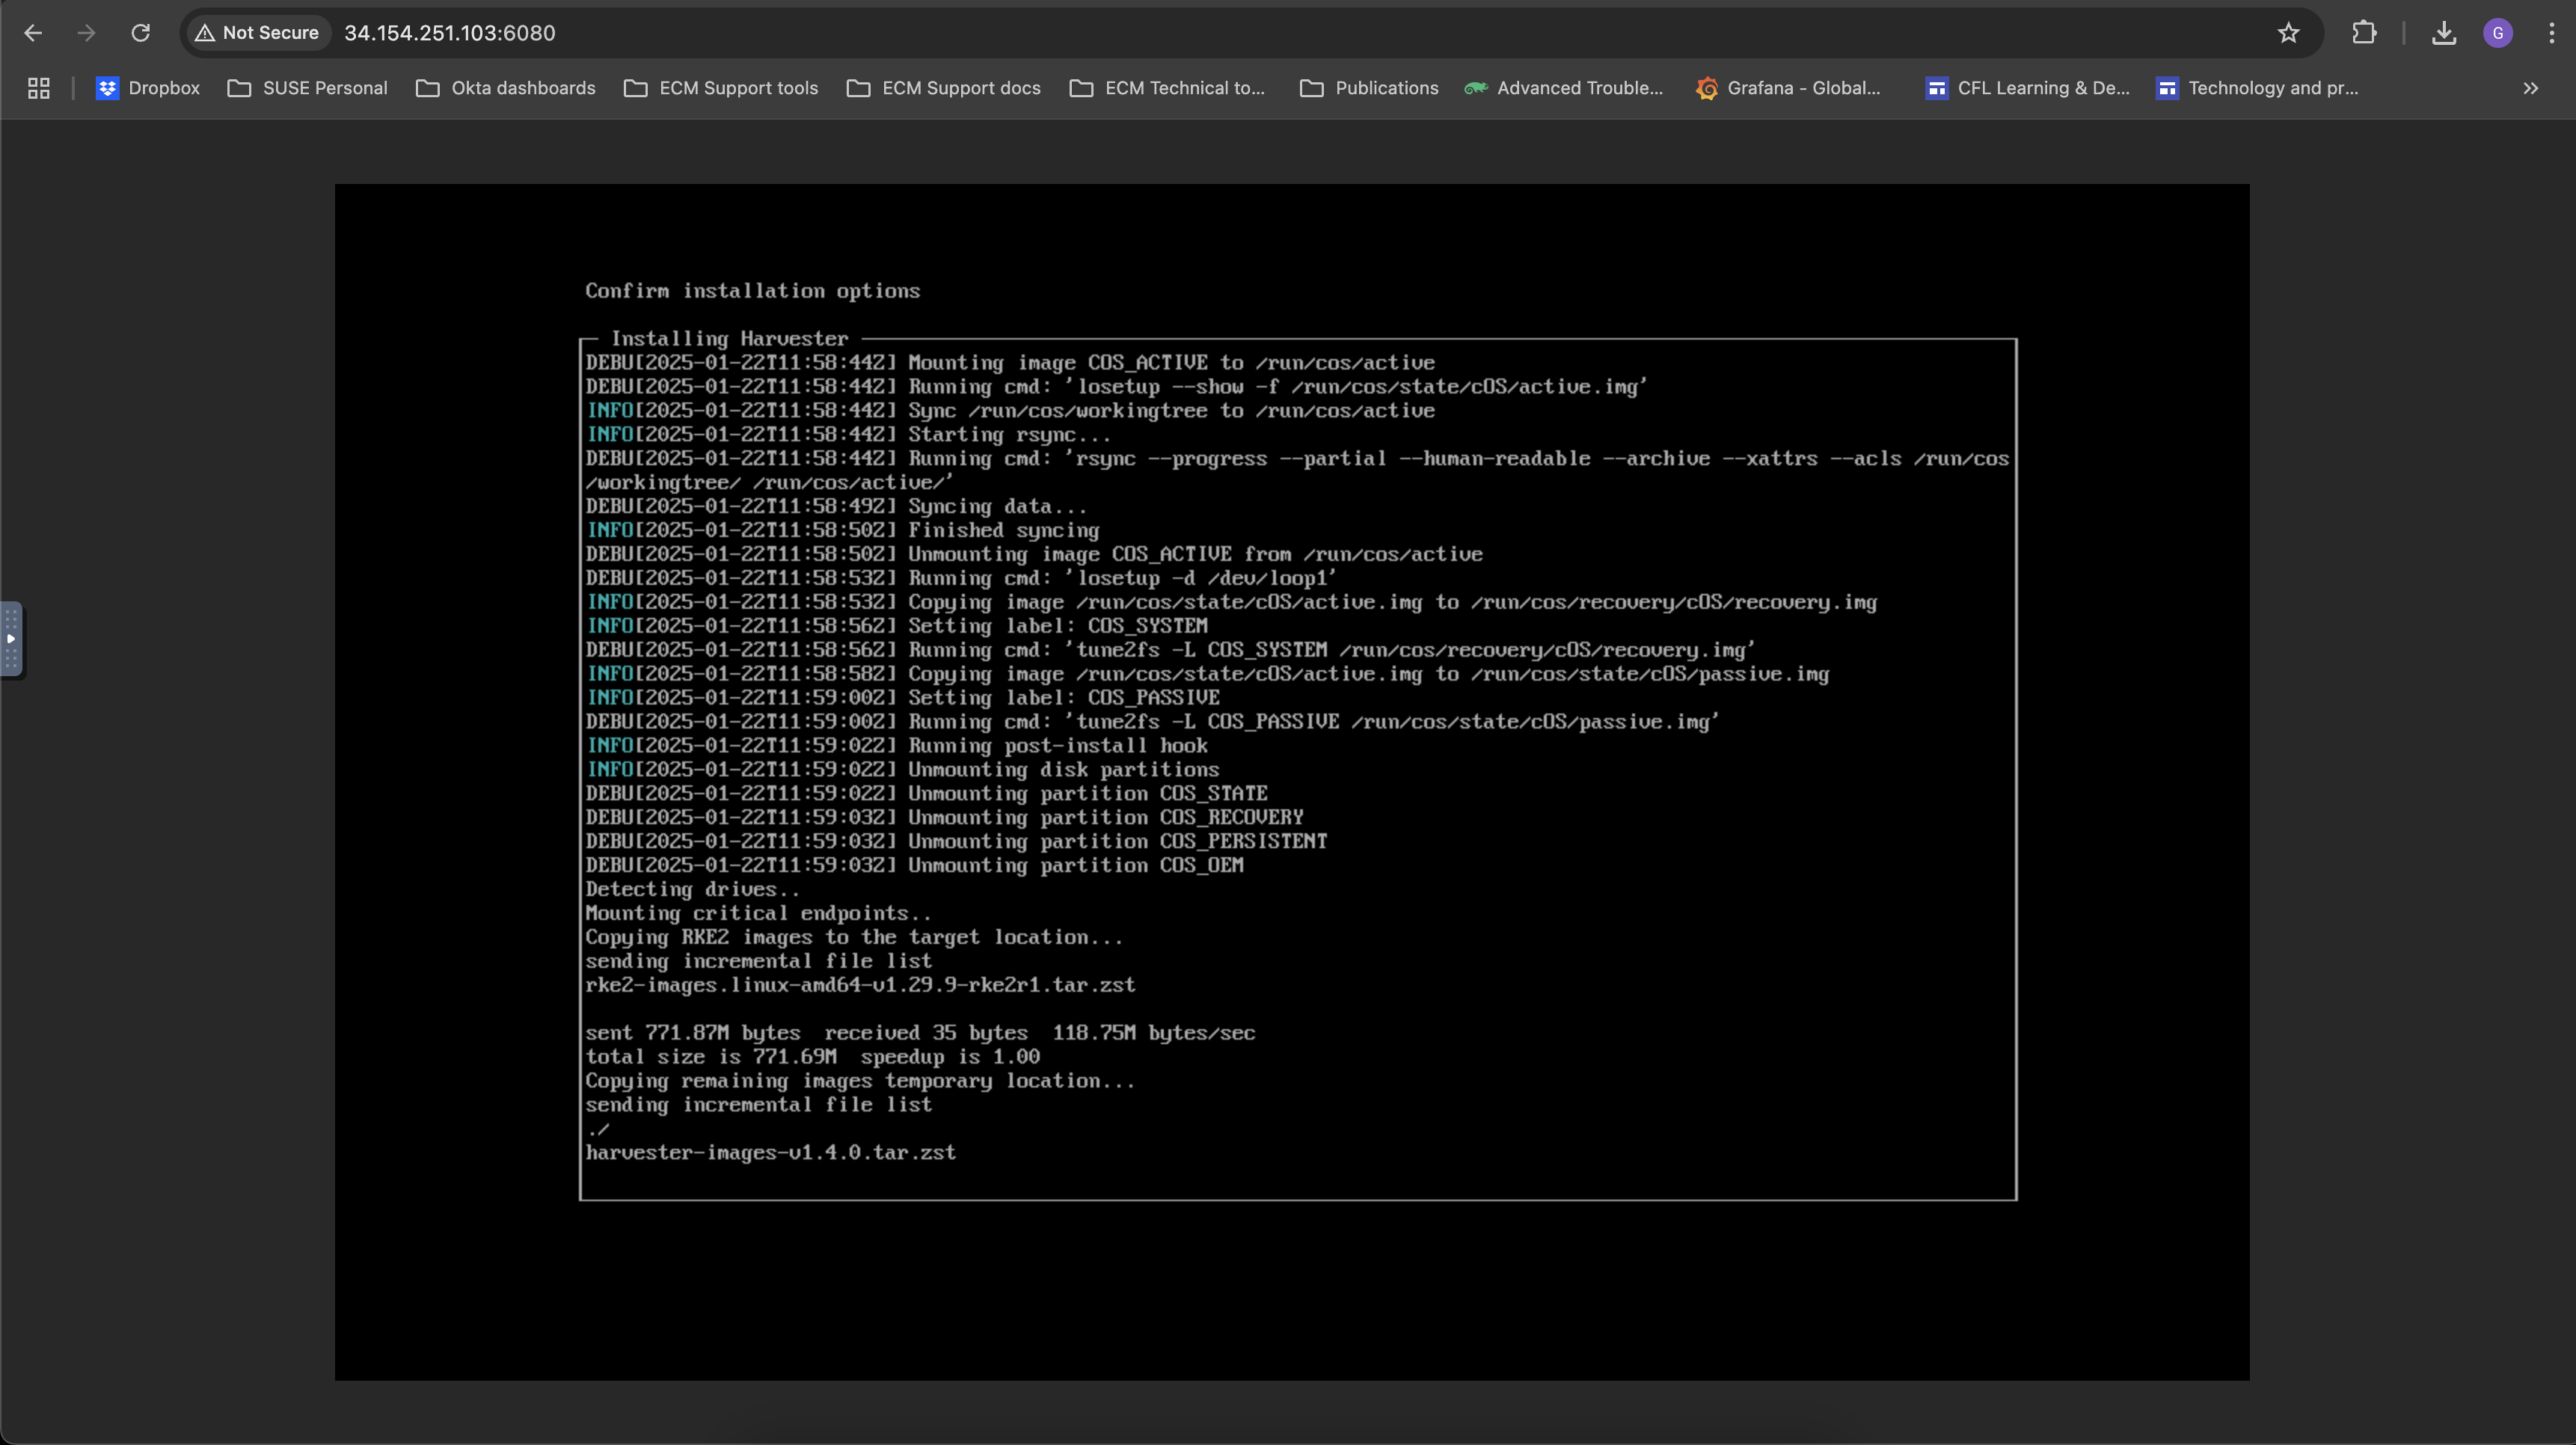 Not Secure 34.154.251.103:6080 G
Dropbox SUSE Personal Okta dashboards ECM Support tools ECM Support docs ECM Technical to... Publications Advanced Trouble... Grafana - Global... CFL Learning & De... Technology and pr...
Confirm installation options
Installing Harvester
DEBU[2025-01-22T11:58:44Z] Mounting image COS_ACTIVE to /run/cos/active
DEBU[2025-01-22T11:58:44Z] Running cmd: 'losetup --show -f /run/cos/state/cOS/active.img'
INFO[2025-01-22T11:58:44Z] Sync /run/cos/workingtree to /run/cos/active
INFO[2025-01-22T11:58:44Z] Starting rsync...
DEBU[2025-01-22T11:58:44Z] Running cmd: 'rsync --progress --partial --human-readable --archive --xattrs --acls /run/cos
/workingtree/ /run/cos/active/'
DEBU[2025-01-22T11:58:49Z] Syncing data...
INFO[2025-01-22T11:58:50Z] Finished syncing
DEBU[2025-01-22T11:58:50Z] Unmounting image COS_ACTIVE from /run/cos/active
DEBU[2025-01-22T11:58:53Z] Running cmd: 'losetup -d /dev/loop1'
INFO[2025-01-22T11:58:53Z] Copying image /run/cos/state/cOS/active.img to /run/cos/recovery/cOS/recovery.img
INFO[2025-01-22T11:58:56Z] Setting label: COS_SYSTEM
DEBU[2025-01-22T11:58:56Z] Running cmd: 'tune2fs -L COS_SYSTEM /run/cos/recovery/cOS/recovery.img'
INFO[2025-01-22T11:58:58Z] Copying image /run/cos/state/cOS/active.img to /run/cos/state/cOS/passive.img
INFO[2025-01-22T11:59:00Z] Setting label: COS_PASSIVE
DEBU[2025-01-22T11:59:00Z] Running cmd: 'tune2fs -L COS_PASSIVE /run/cos/state/cOS/passive.img'
INFO[2025-01-22T11:59:02Z] Running post-install hook
INFO[2025-01-22T11:59:02Z] Unmounting disk partitions
DEBU[2025-01-22T11:59:02Z] Unmounting partition COS_STATE
DEBU[2025-01-22T11:59:03Z] Unmounting partition COS_RECOVERY
DEBU[2025-01-22T11:59:03Z] Unmounting partition COS_PERSISTENT
DEBU[2025-01-22T11:59:03Z] Unmounting partition COS_OEM
Detecting drives..
Mounting critical endpoints..
Copying RKE2 images to the target location...
sending incremental file list
rke2-images.linux-amd64-v1.29.9-rke2r1.tar.zst
sent 771.87M bytes  received 35 bytes  118.75M bytes/sec
total size is 771.69M  speedup is 1.00
Copying remaining images temporary location...
sending incremental file list
./
harvester-images-v1.4.0.tar.zst